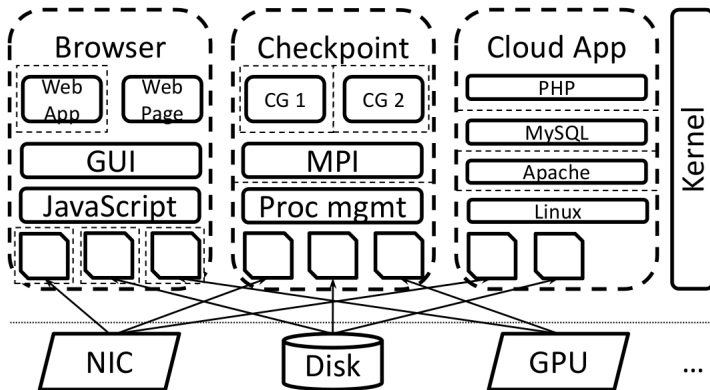 Browser
Checkpoint
Cloud App
Web
App
Web
Page
CG 1
CG 2
PHP
MySQL
GUI
MPI
Apache
JavaScript
Proc mgmt
Linux
Kernel
NIC
Disk
GPU
...